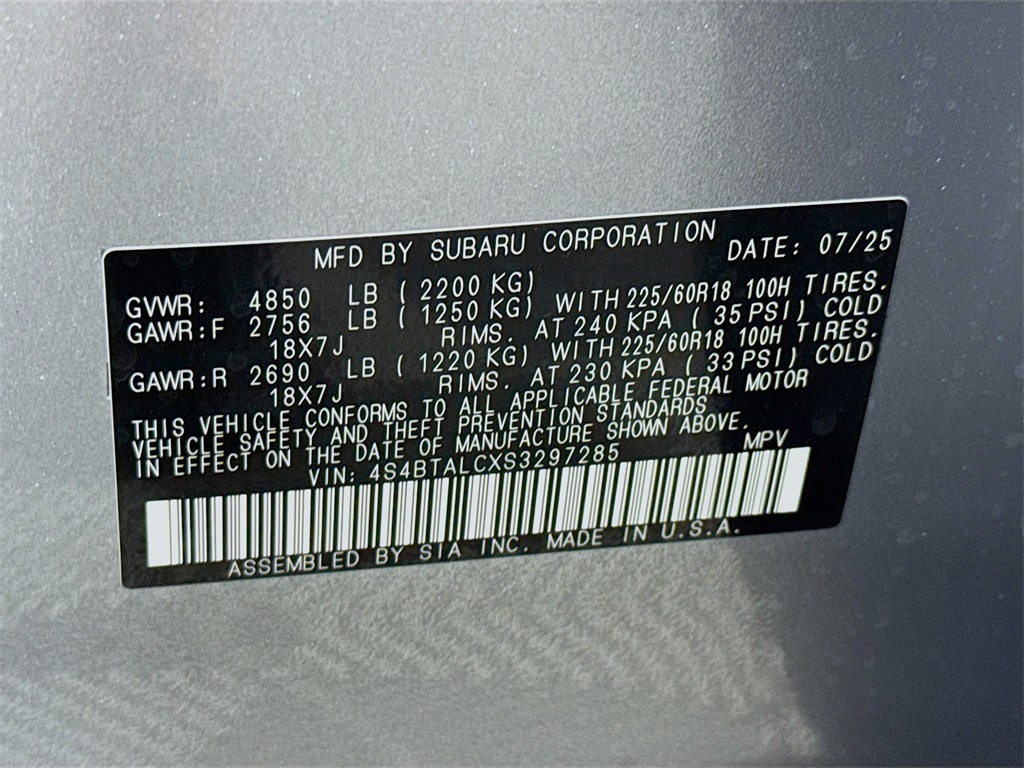 MFD BY SUBARU CORPORATION DATE: 07/25
GVWR: 4850 LB ( 2200 KG)
GAWR:F 2756 LB ( 1250 KG) WITH 225/60R18 100H TIRES.
18X7J RIMS. AT 240 KPA ( 35 PSI) COLD
GAWR:R 2690 LB ( 1220 KG) WITH 225/60R18 100H TIRES.
18X7J RIMS. AT 230 KPA ( 33 PSI) COLD
THIS VEHICLE CONFORMS TO ALL APPLICABLE FEDERAL MOTOR
VEHICLE SAFETY AND THEFT PREVENTION STANDARDS
IN EFFECT ON THE DATE OF MANUFACTURE SHOWN ABOVE.
VIN: 4S4BTALCXS3297285 MPV
ASSEMBLED BY SIA INC. MADE IN U.S.A.